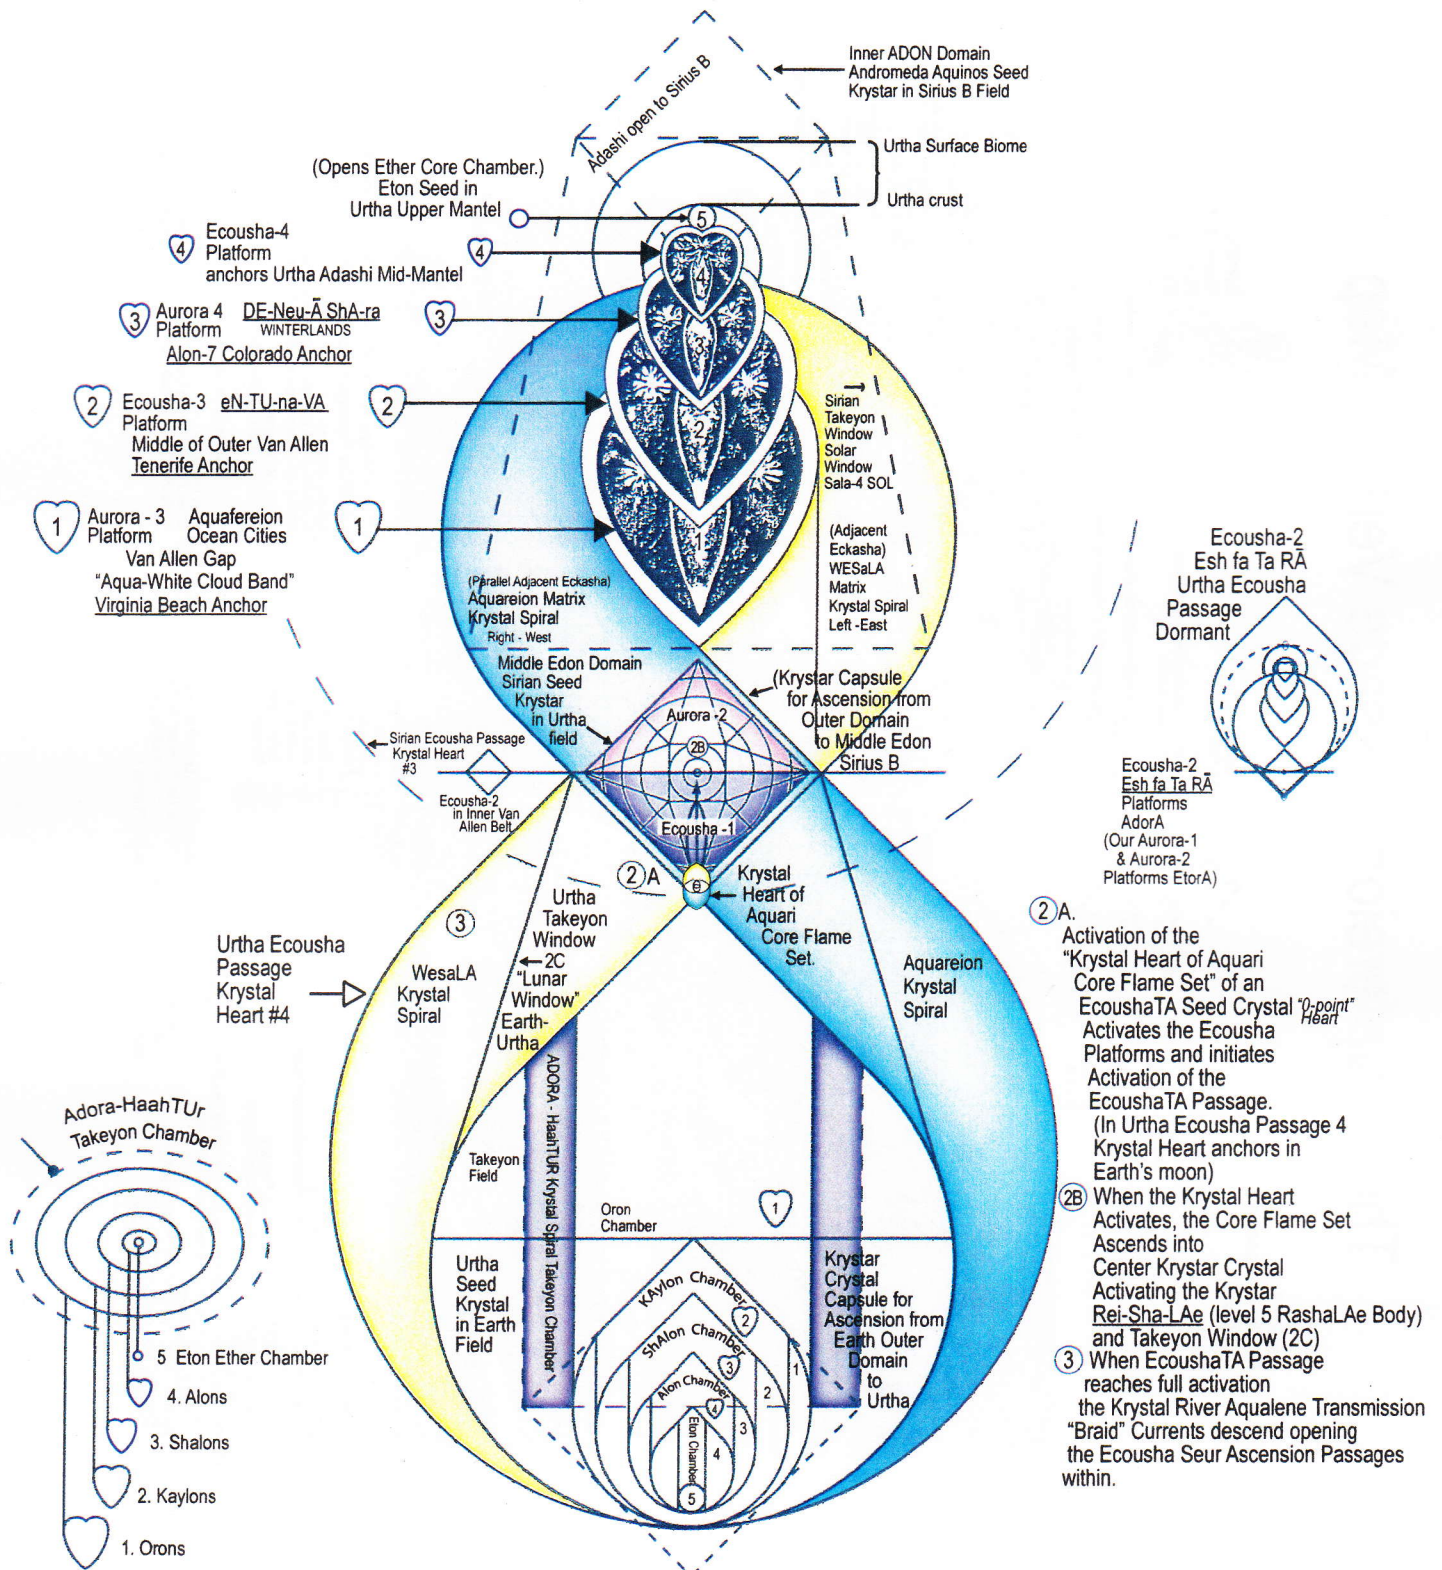 Inner ADON Domain
Andromeda Aquinos Seed
Krystar in Sirius B Field
Adashi open to Sirius B
Urtha Surface Biome
Urtha crust
(Opens Ether Core Chamber.)
Eton Seed in
Urtha Upper Mantel
5
4
Ecousha-4
Platform
anchors Urtha Adashi Mid-Mantel
4
4
3
Aurora 4 DE-Neu-Ā ShA-ra
Platform WINTERLANDS
Alon-7 Colorado Anchor
3
3
2
Ecousha-3 eN-TU-na-VA
Platform
Middle of Outer Van Allen
Tenerife Anchor
2
2
1
Aurora - 3 Aquafereion
Platform Ocean Cities
Van Allen Gap
“Aqua-White Cloud Band”
Virginia Beach Anchor
1
1
Sirian
Takeyon
Window
Solar
Window
Sala-4 SOL
(Adjacent
Eckasha)
WESaLA
Matrix
Krystal Spiral
Left -East
(Parallel Adjacent Eckasha)
Aquareion Matrix
Krystal Spiral
Right - West
Middle Edon Domain
Sirian Seed
Krystar
in Urtha
field
(Krystar Capsule
for Ascension from
Outer Domain
to Middle Edon
Sirius B
Aurora -2
2B
Ecousha -1
Sirian Ecousha Passage
Krystal Heart
#3
Ecousha-2
in Inner Van
Allen Belt
Ecousha-2
Esh fa Ta RĀ
Urtha Ecousha
Passage
Dormant
Ecousha-2
Esh fa Ta RĀ
Platforms
AdorA
(Our Aurora-1
& Aurora-2
Platforms EtorA)
2 A
Krystal
Heart of
Aquari
Core Flame
Set.
3
Urtha
Takeyon
Window
2C
“Lunar
Window”
Earth-
Urtha
WesaLA
Krystal
Spiral
Aquareion
Krystal
Spiral
Urtha Ecousha
Passage
Krystal
Heart #4
2 A.
Activation of the
“Krystal Heart of Aquari
Core Flame Set” of an
EcoushaTA Seed Crystal “0-point”
Heart
Activates the Ecousha
Platforms and initiates
Activation of the
EcoushaTA Passage.
(In Urtha Ecousha Passage 4
Krystal Heart anchors in
Earth’s moon)
2B When the Krystal Heart
Activates, the Core Flame Set
Ascends into
Center Krystar Crystal
Activating the Krystar
Rei-Sha-LAe (level 5 RashaLAe Body)
and Takeyon Window (2C)
3 When EcoushaTA Passage
reaches full activation
the Krystal River Aqualene Transmission
“Braid” Currents descend opening
the Ecousha Seur Ascension Passages
within.
ADORA - HaahTUR Krystal Spiral Takeyon Chamber
Takeyon
Field
Oron
Chamber
1
Urtha
Seed
Krystal
in Earth
Field
Krystar
Crystal
Capsule for
Ascension from
Earth Outer
Domain
to
Urtha
KAylon Chamber
2
ShAlon Chamber
3
Alon Chamber
4
Eton Chamber
5
1
2
3
4
Adora-HaahTUr
Takeyon Chamber
5 Eton Ether Chamber
4. Alons
3. Shalons
2. Kaylons
1. Orons